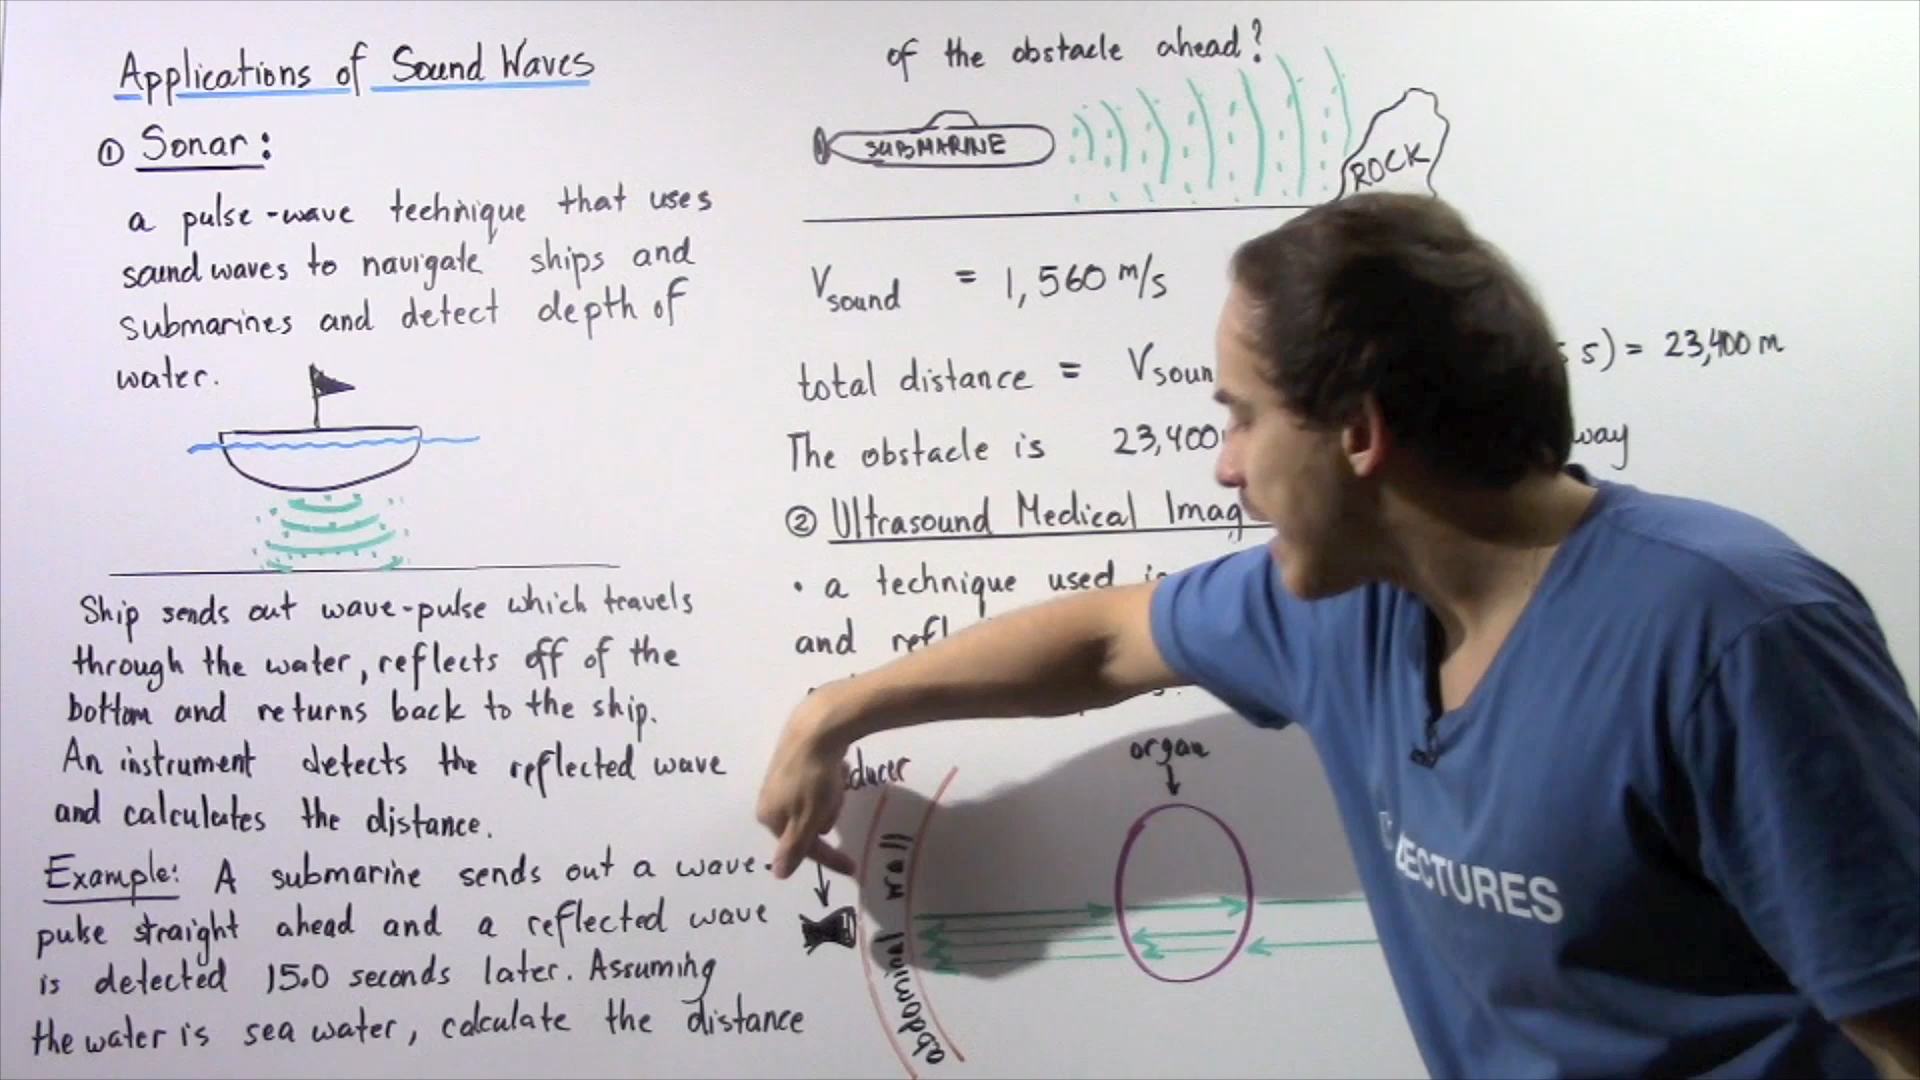 Applications of Sound Waves
① Sonar:
a pulse-wave technique that uses
sound waves to navigate ships and
submarines and detect depth of
water.
Ship sends out wave-pulse which travels
through the water, reflects off of the
bottom and returns back to the ship.
An instrument detects the reflected wave
and calculates the distance.
Example: A submarine sends out a wave-
pulse straight ahead and a reflected wave
is detected 15.0 seconds later. Assuming
the water is sea water, calculate the distance
of the obstacle ahead?
SUBMARINE
ROCK
Vsound = 1,560 m/s
total distance = Vsoun s) = 23,400 m
The obstacle is 23,400 way
② Ultrasound Medical Imag
• a technique used
and refl
ducer
organ
abdominal wall
LECTURES